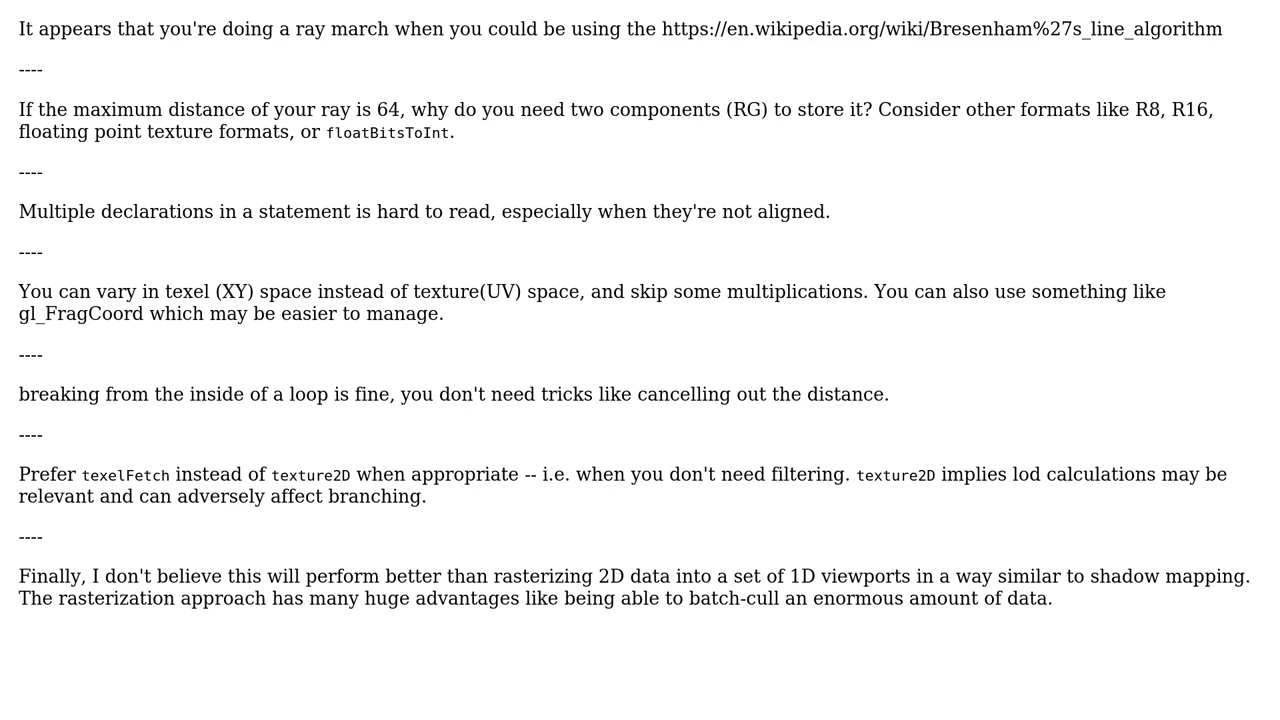 It appears that you're doing a ray march when you could be using the https://en.wikipedia.org/wiki/Bresenham%27s_line_algorithm
----
If the maximum distance of your ray is 64, why do you need two components (RG) to store it? Consider other formats like R8, R16,
floating point texture formats, or floatBitsToInt.
----
Multiple declarations in a statement is hard to read, especially when they're not aligned.
----
You can vary in texel (XY) space instead of texture(UV) space, and skip some multiplications. You can also use something like
gl_FragCoord which may be easier to manage.
----
breaking from the inside of a loop is fine, you don't need tricks like cancelling out the distance.
----
Prefer texelFetch instead of texture2D when appropriate -- i.e. when you don't need filtering. texture2D implies lod calculations may be
relevant and can adversely affect branching.
----
Finally, I don't believe this will perform better than rasterizing 2D data into a set of 1D viewports in a way similar to shadow mapping.
The rasterization approach has many huge advantages like being able to batch-cull an enormous amount of data.